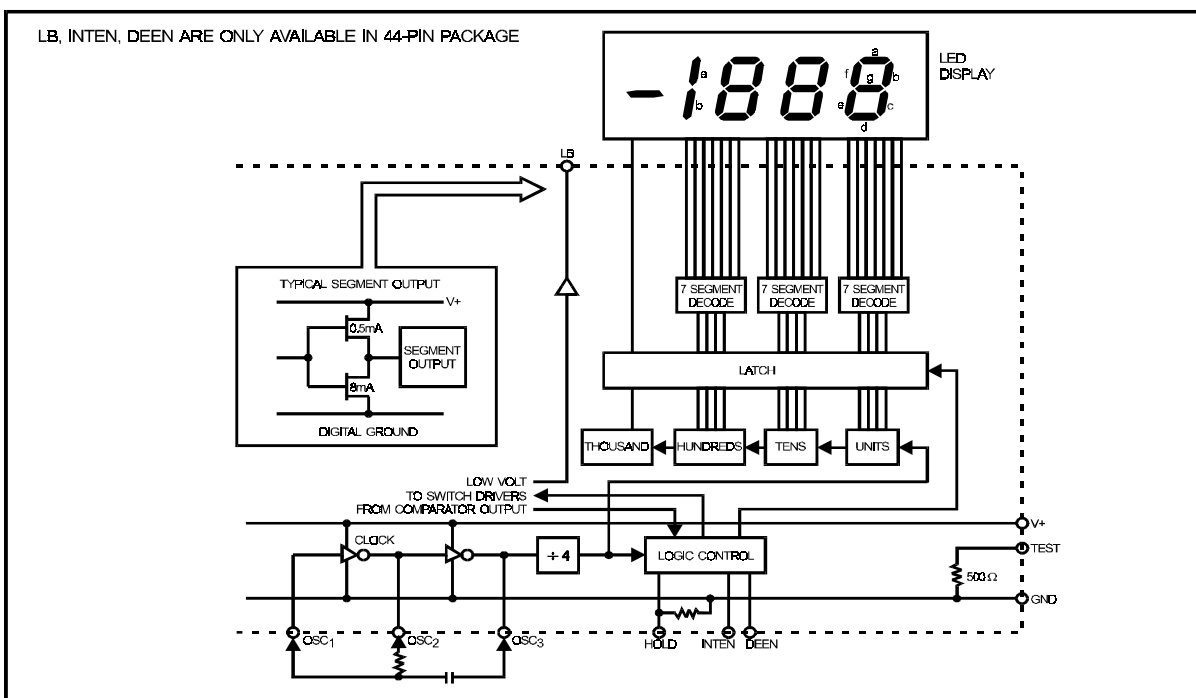 LB, INTEN, DEEN ARE ONLY AVAILABLE IN 44-PIN PACKAGE
LED
DISPLAY
-1888
a
b
a
f
g
b
e
c
d
LB
TYPICAL SEGMENT OUTPUT
V+
0.5mA
SEGMENT
OUTPUT
8mA
DIGITAL GROUND
7 SEGMENT
DECODE
7 SEGMENT
DECODE
7 SEGMENT
DECODE
LATCH
THOUSAND
HUNDREDS
TENS
UNITS
LOW VOLT
TO SWITCH DRIVERS
FROM COMPARATOR OUTPUT
V+
CLOCK
÷ 4
LOGIC CONTROL
TEST
500 Ω
GND
OSC1
OSC2
OSC3
HOLD
INTEN
DEEN